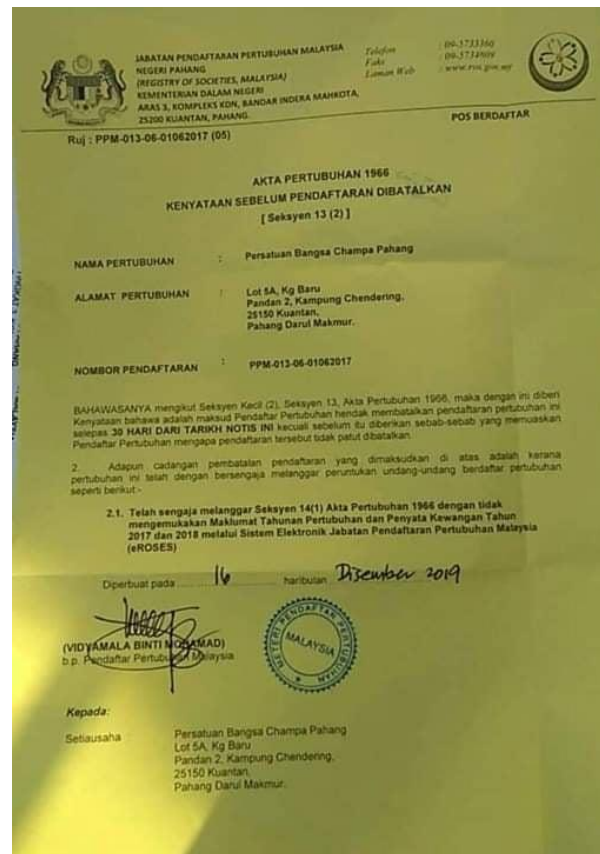 JABATAN PENDAFTARAN PERTUBUHAN MALAYSIA
NEGERI PAHANG
(REGISTRY OF SOCIETIES, MALAYSIA)
KEMENTERIAN DALAM NEGERI
ARAS 3, KOMPLEKS KDN, BANDAR INDERA MAHKOTA,
25200 KUANTAN, PAHANG.
Telefon : 09-5733360
Faks : 09-5734909
Laman Web : www.ros.gov.my
POS BERDAFTAR
Ruj : PPM-013-06-01062017 (05)
AKTA PERTUBUHAN 1966
KENYATAAN SEBELUM PENDAFTARAN DIBATALKAN
[ Seksyen 13 (2) ]
NAMA PERTUBUHAN : Persatuan Bangsa Champa Pahang
ALAMAT PERTUBUHAN : Lot 5A, Kg Baru
Pandan 2, Kampung Chendering,
25150 Kuantan,
Pahang Darul Makmur.
NOMBOR PENDAFTARAN : PPM-013-06-01062017
BAHAWASANYA mengikut Seksyen Kecil (2), Seksyen 13, Akta Pertubuhan 1966, maka dengan ini diberi
Kenyataan bahawa adalah maksud Pendaftar Pertubuhan hendak membatalkan pendaftaran pertubuhan ini
selepas 30 HARI DARI TARIKH NOTIS INI kecuali sebelum itu diberikan sebab-sebab yang memuaskan
Pendaftar Pertubuhan mengapa pendaftaran tersebut tidak patut dibatalkan.
2. Adapun cadangan pembatalan pendaftaran yang dimaksudkan di atas adalah kerana
pertubuhan ini telah dengan bersengaja melanggar peruntukan undang-undang berdaftar pertubuhan
seperti berikut:-
2.1. Telah sengaja melanggar Seksyen 14(1) Akta Pertubuhan 1966 dengan tidak
mengemukakan Maklumat Tahunan Pertubuhan dan Penyata Kewangan Tahun
2017 dan 2018 melalui Sistem Elektronik Jabatan Pendaftaran Pertubuhan Malaysia
(eROSES)
Diperbuat pada ........ 16 ........ haribulan Disember 2019
(VIDYAMALA BINTI MOHAMAD)
b.p. Pendaftar Pertubuhan Malaysia
METERI PENDAFTAR PERTUBUHAN
MALAYSIA
Kepada:
Setiausaha : Persatuan Bangsa Champa Pahang
Lot 5A, Kg Baru
Pandan 2, Kampung Chendering,
25150 Kuantan,
Pahang Darul Makmur.